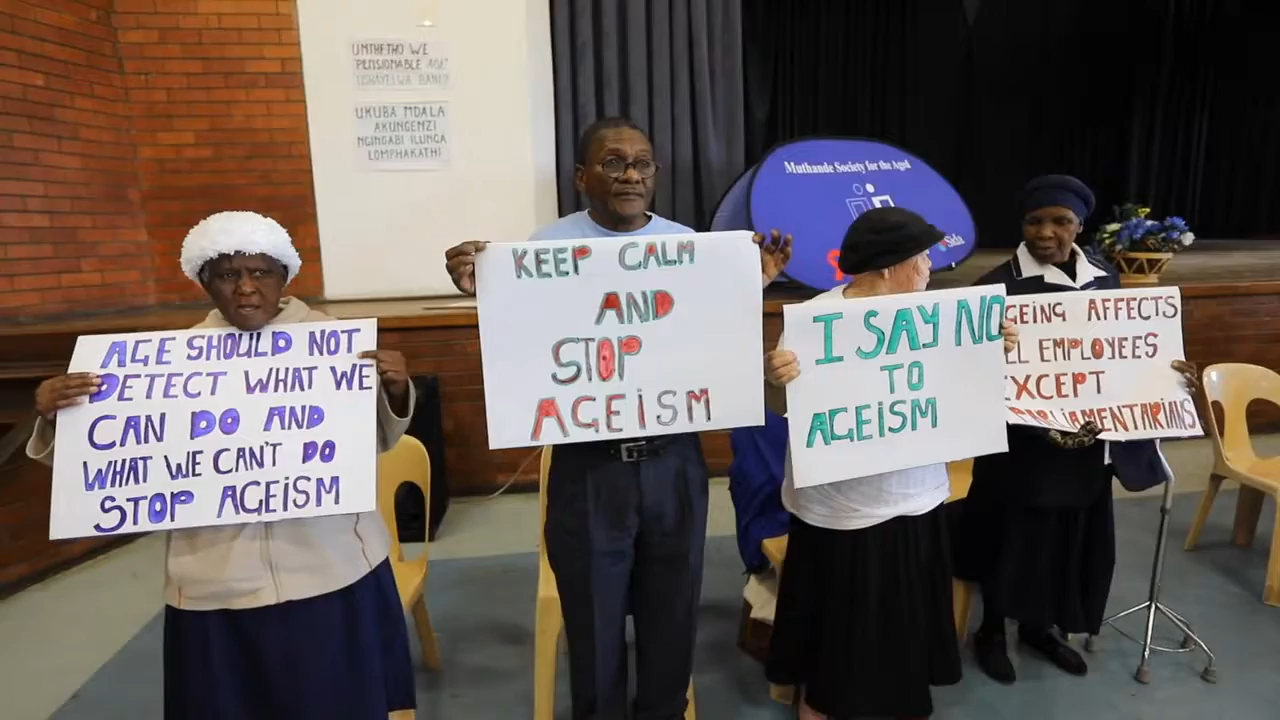 UMTHETHO WE
PENSIONABLE AGE
UKUBA MDALA
AKUNGENZI
NGINGABI ILUNGA
LOMPHAKATHI
Muthande Society for the Aged
AGE SHOULD NOT
DETECT WHAT WE
CAN DO AND
WHAT WE CAN'T DO
STOP AGEISM
KEEP CALM
AND
STOP
AGEISM
I SAY NO
TO
AGEISM
GEING AFFECTS
LL EMPLOYEES
EXCEPT
PARLIAMENTARIANS